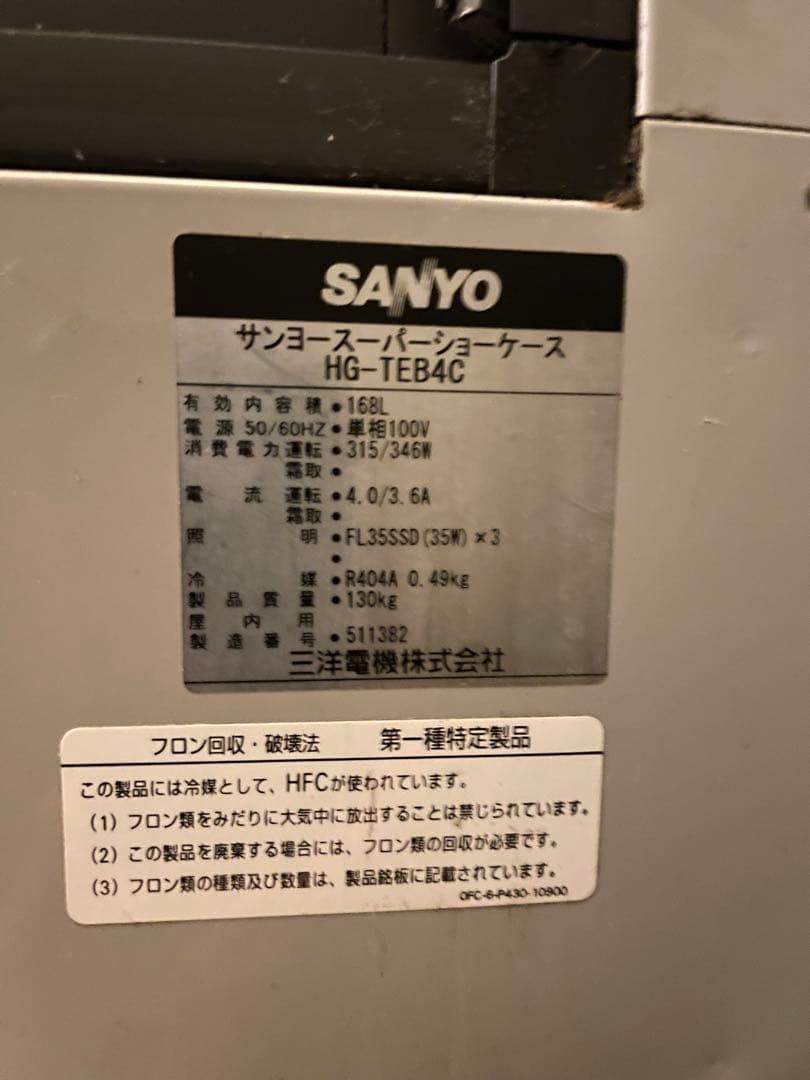 SANYO
サンヨースーパーショーケース
HG-TEB4C
有効内容積 ● 168L
電源 50/60HZ ● 単相100V
消費電力運転 ● 315/346W
霜取 ●
電流 運転 ● 4.0/3.6A
霜取 ●
照明 ● FL35SSD(35W)×3
●
冷媒 ● R404A 0.49kg
製品質量 ● 130kg
屋内用
製造番号 ● 511382
三洋電機株式会社
フロン回収・破壊法 第一種特定製品
この製品には冷媒として、HFCが使われています。
(1) フロン類をみだりに大気中に放出することは禁じられています。
(2) この製品を廃棄する場合には、フロン類の回収が必要です。
(3) フロン類の種類及び数量は、製品銘板に記載されています。
OFC-6-P430-10900